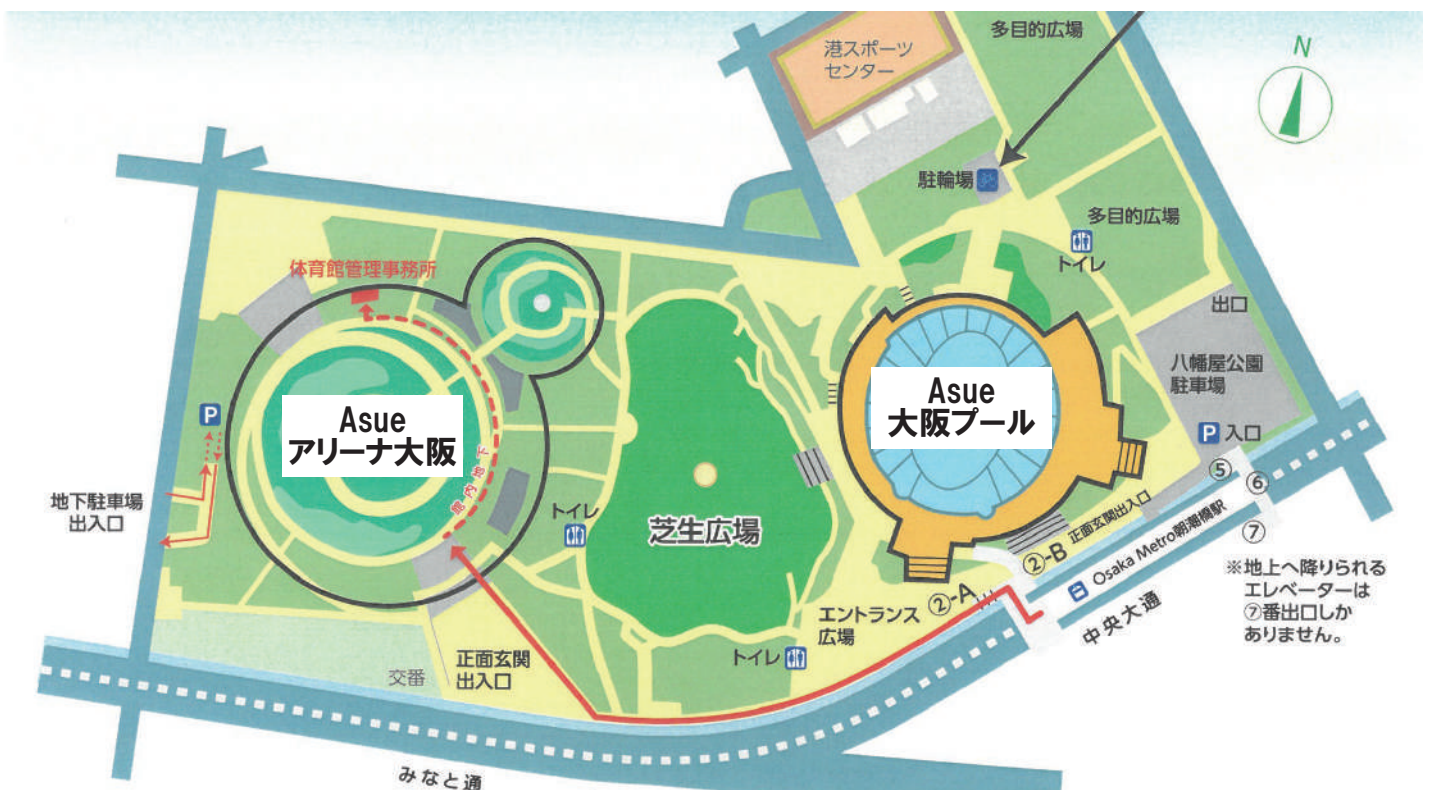 多目的広場
港スポーツ
センター
N
駐輪場
多目的広場
トイレ
体育館管理事務所
出口
八幡屋公園
駐車場
P 入口
Asue
アリーナ大阪
Asue
大阪プール
P
館内地下
地下駐車場
出入口
トイレ
芝生広場
⑤
⑥
⑦
正面玄関出入口
②-B
②-A
Osaka Metro朝潮橋駅
※地上へ降りられる
エレベーターは
⑦番出口しか
ありません。
中央大通
エントランス
広場
トイレ
正面玄関
出入口
交番
みなと通